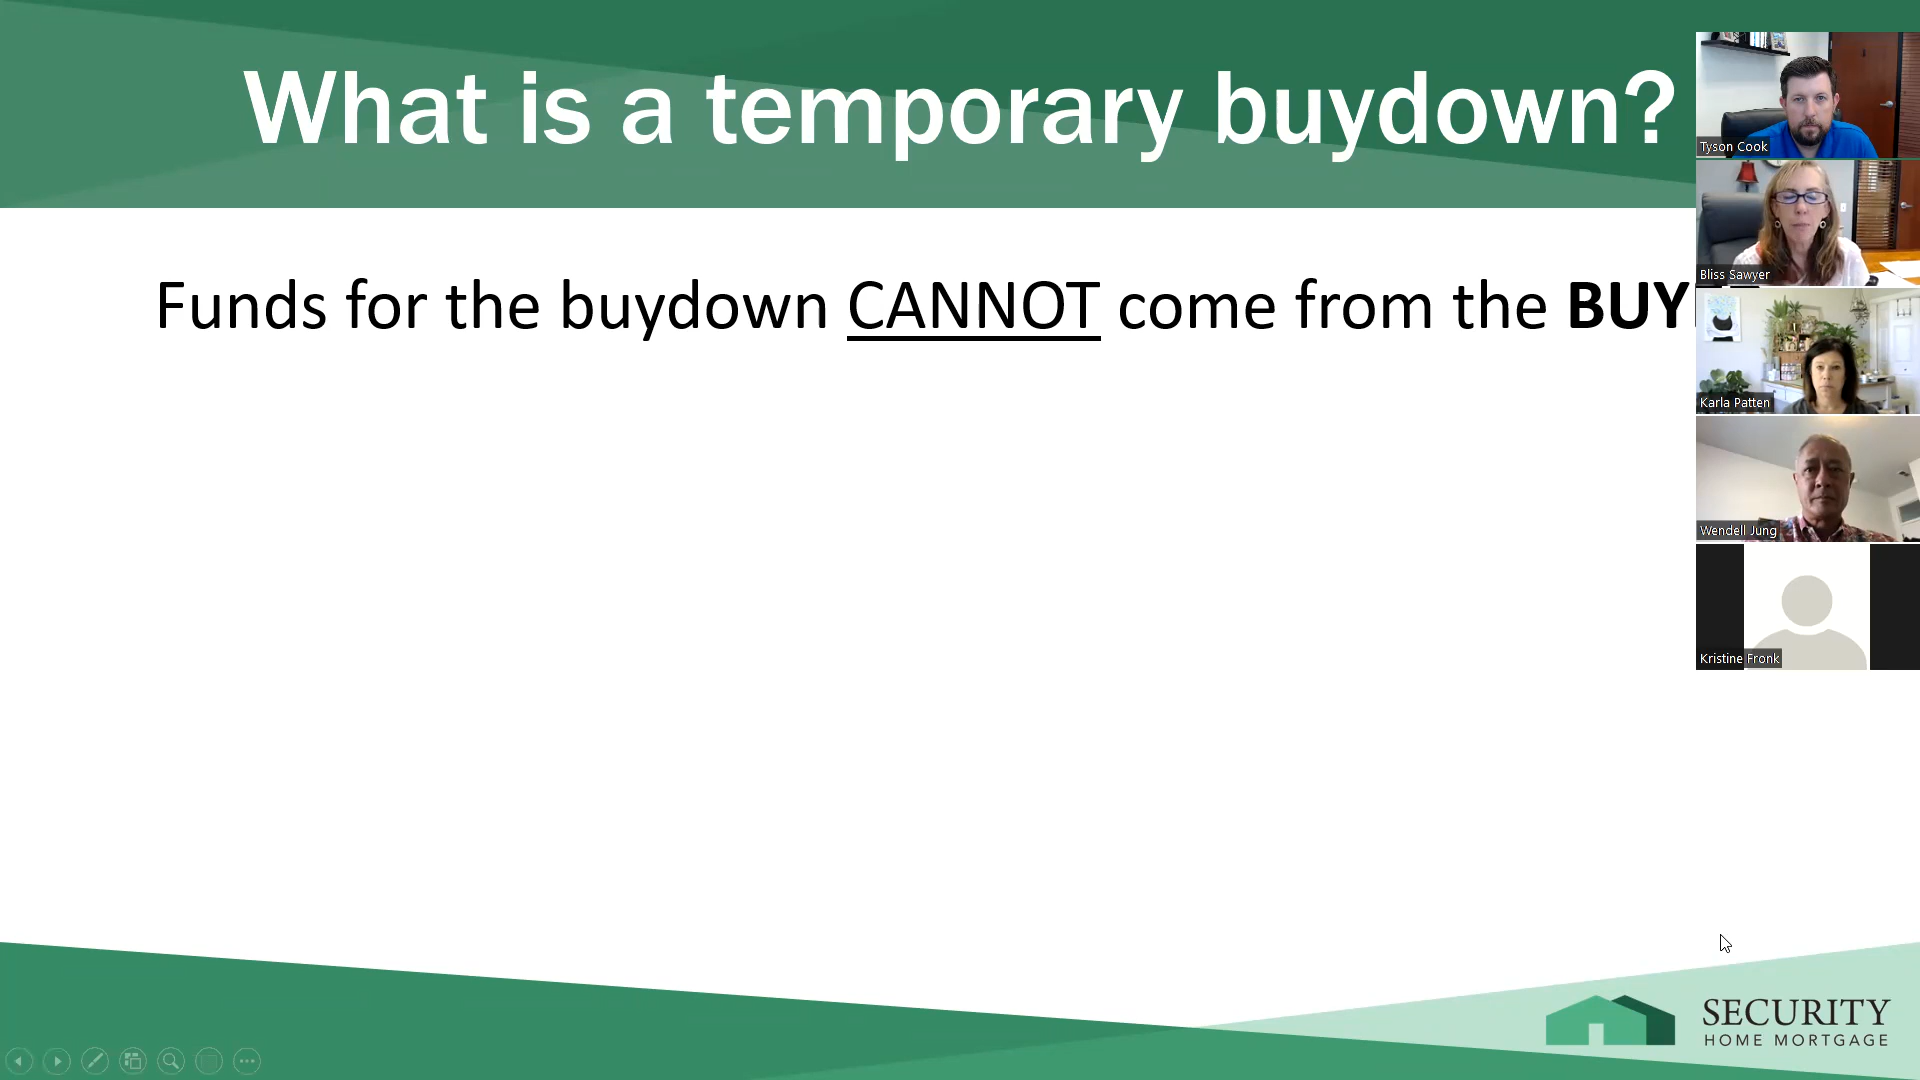 What is a temporary buydown?
Funds for the buydown CANNOT come from the BUY
Tyson Cook
Bliss Sawyer
Karla Patten
Wendell Jung
Kristine Fronk
SECURITY
HOME MORTGAGE